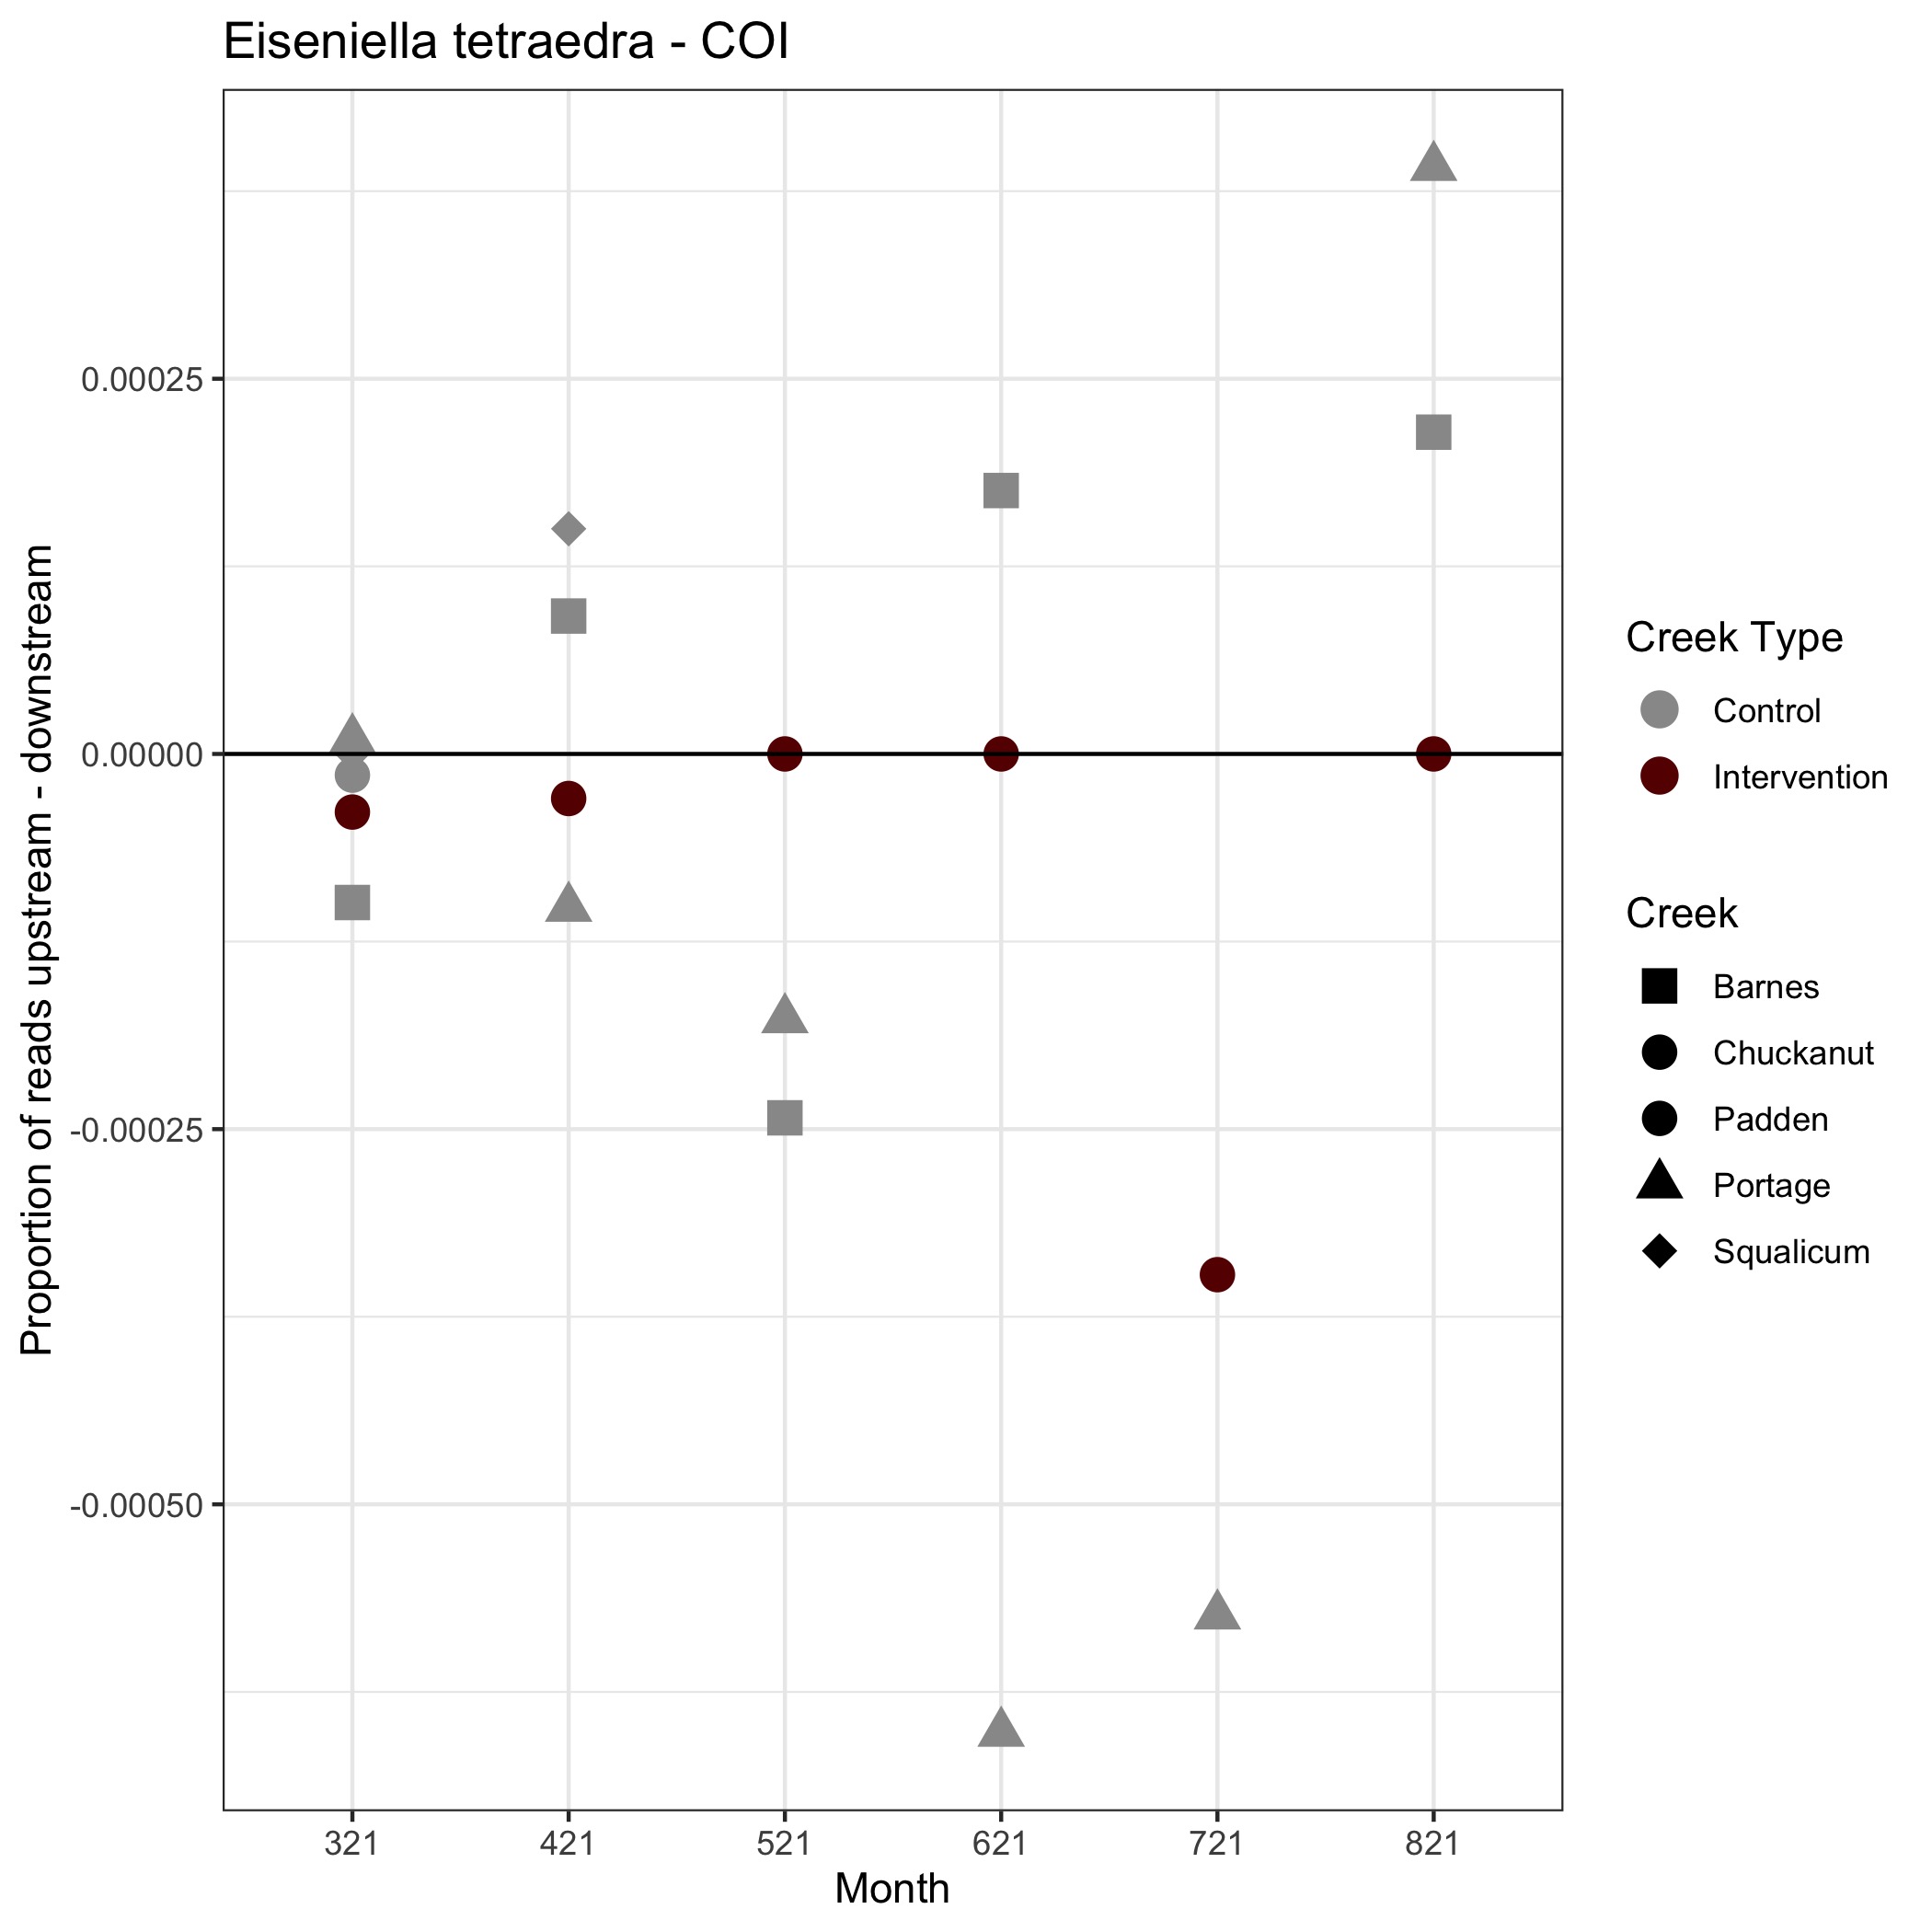 Eiseniella tetraedra - COI
Proportion of reads upstream - downstream
0.00025
0.00000
-0.00025
-0.00050
321 421 521 621 721 821
Month
Creek Type
Control
Intervention
Creek
Barnes
Chuckanut
Padden
Portage
Squalicum